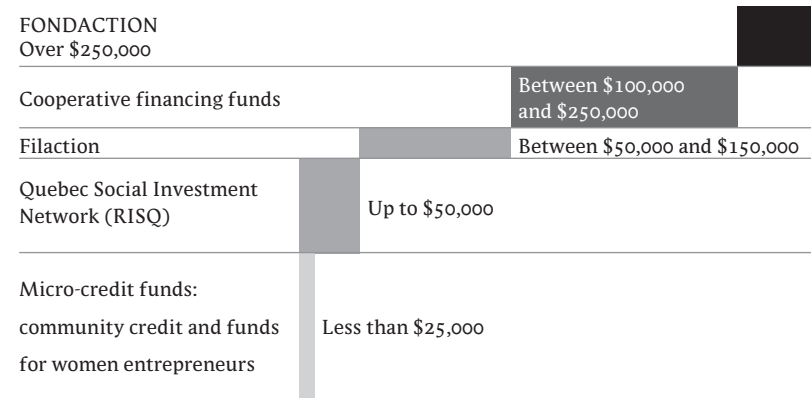 FONDACTION
Over $250,000
Cooperative financing funds
Between $100,000
and $250,000
Filaction
Between $50,000 and $150,000
Quebec Social Investment
Network (RISQ)
Up to $50,000
Micro-credit funds:
community credit and funds
for women entrepreneurs
Less than $25,000